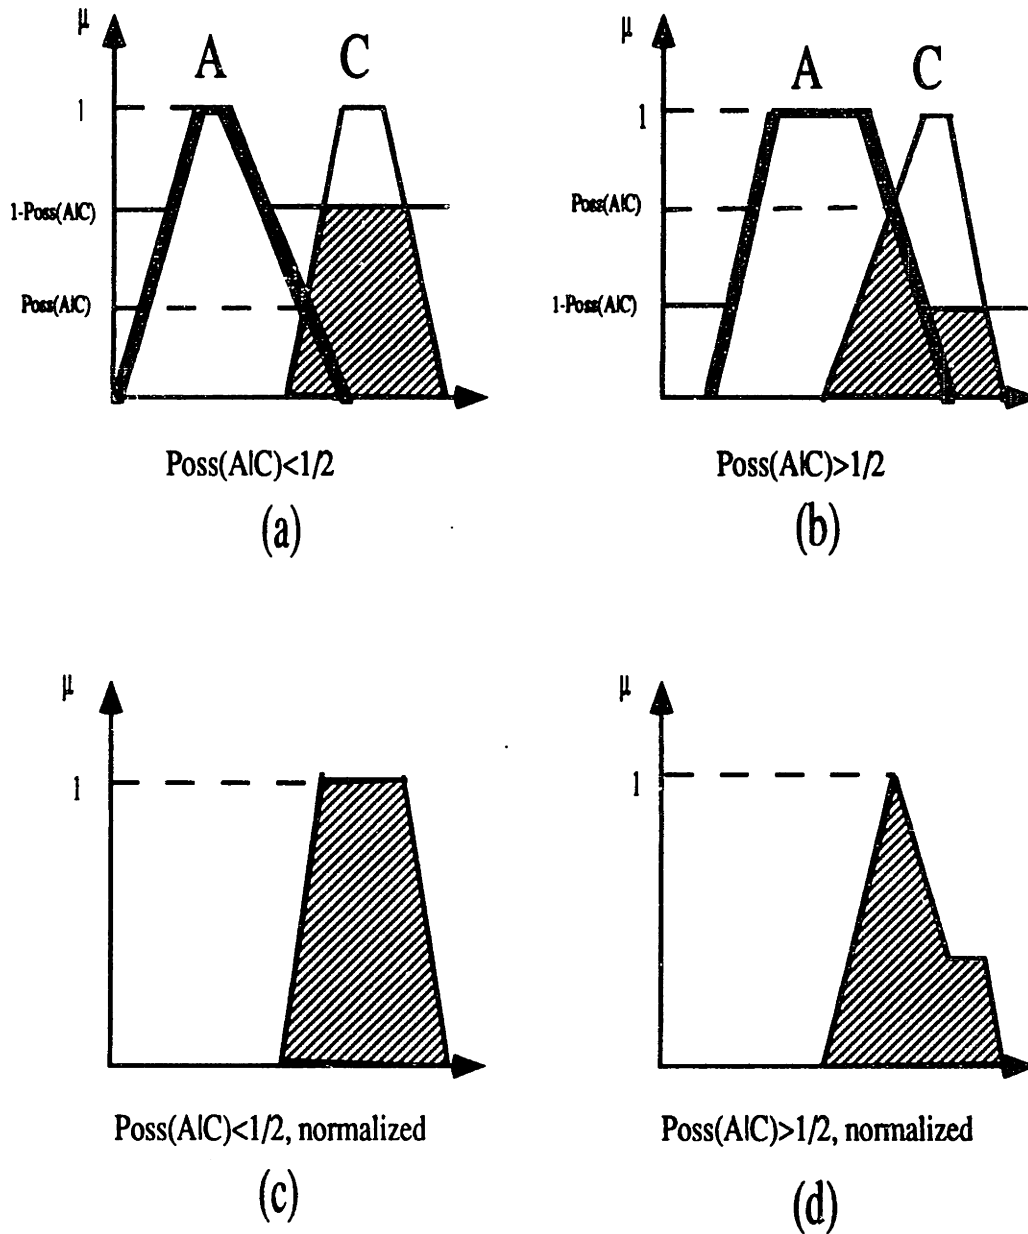 μ
A
C
1
1-Poss(A|C)
Poss(A|C)
Poss(A|C)<1/2
(a)
μ
A
C
1
Poss(A|C)
1-Poss(A|C)
Poss(A|C)>1/2
(b)
μ
1
Poss(A|C)<1/2, normalized
(c)
μ
1
Poss(A|C)>1/2, normalized
(d)